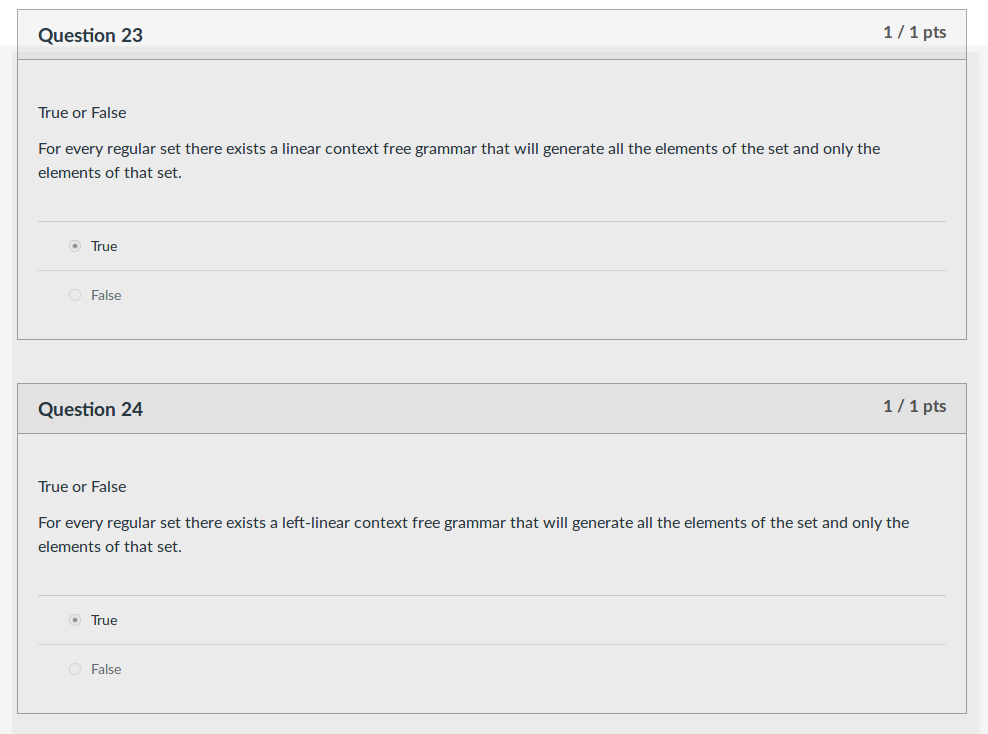 Question 23
1 / 1 pts
True or False
For every regular set there exists a linear context free grammar that will generate all the elements of the set and only the
elements of that set.
True
False
Question 24
1 / 1 pts
True or False
For every regular set there exists a left-linear context free grammar that will generate all the elements of the set and only the
elements of that set.
True
False